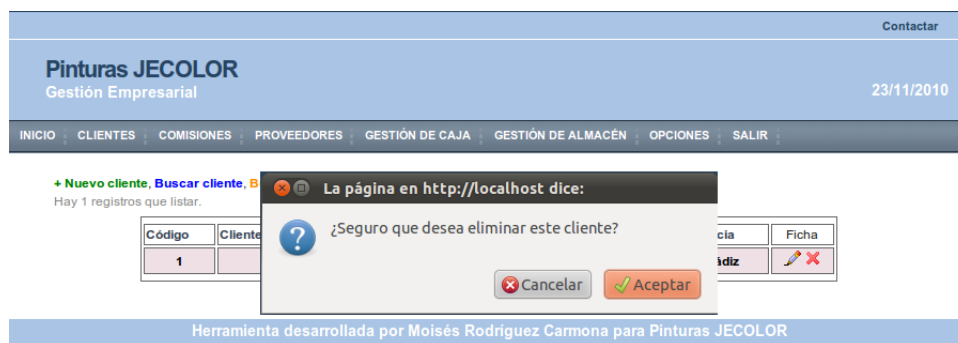 Contactar
Pinturas JECOLOR
Gestión Empresarial
23/11/2010
INICIO CLIENTES COMISIONES PROVEEDORES GESTIÓN DE CAJA GESTIÓN DE ALMACÉN OPCIONES SALIR
+ Nuevo cliente, Buscar cliente, B
Hay 1 registros que listar.
La página en http://localhost dice:
¿Seguro que desea eliminar este cliente?
Cancelar Aceptar
Código Cliente cia Ficha
1 ádiz
Herramienta desarrollada por Moisés Rodríguez Carmona para Pinturas JECOLOR